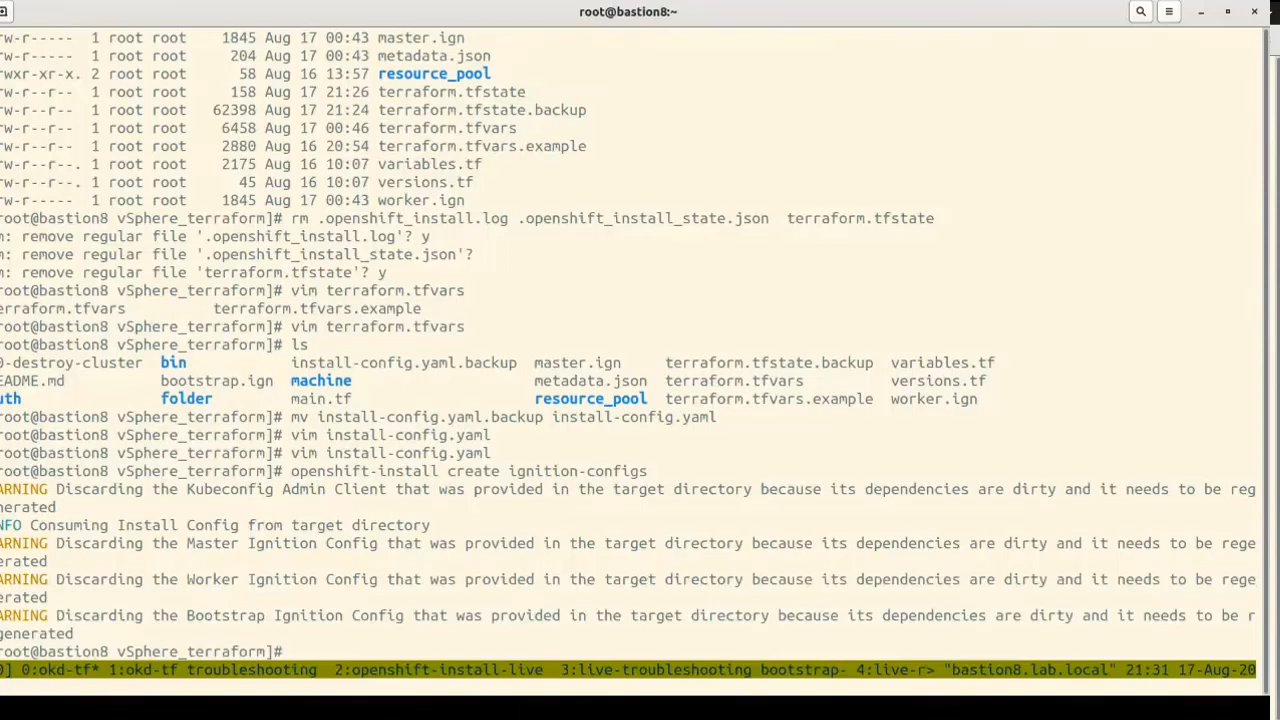 root@bastion8:~
rw-r----- 1 root root 1845 Aug 17 00:43 master.ign
rw-r----- 1 root root 204 Aug 17 00:43 metadata.json
rwxr-xr-x. 2 root root 58 Aug 16 13:57 resource_pool
rw-r--r-- 1 root root 158 Aug 17 21:26 terraform.tfstate
rw-r--r-- 1 root root 62398 Aug 17 21:24 terraform.tfstate.backup
rw-r--r-- 1 root root 6458 Aug 17 00:46 terraform.tfvars
rw-r--r-- 1 root root 2880 Aug 16 20:54 terraform.tfvars.example
rw-r--r--. 1 root root 2175 Aug 16 10:07 variables.tf
rw-r--r--. 1 root root 45 Aug 16 10:07 versions.tf
rw-r----- 1 root root 1845 Aug 17 00:43 worker.ign
root@bastion8 vSphere_terraform]# rm .openshift_install.log .openshift_install_state.json terraform.tfstate
m: remove regular file '.openshift_install.log'? y
m: remove regular file '.openshift_install_state.json'?
m: remove regular file 'terraform.tfstate'? y
root@bastion8 vSphere_terraform]# vim terraform.tfvars
erraform.tfvars terraform.tfvars.example
root@bastion8 vSphere_terraform]# vim terraform.tfvars
root@bastion8 vSphere_terraform]# ls
0-destroy-cluster bin install-config.yaml.backup master.ign terraform.tfstate.backup variables.tf
EADME.md bootstrap.ign machine metadata.json terraform.tfvars versions.tf
uth folder main.tf resource_pool terraform.tfvars.example worker.ign
root@bastion8 vSphere_terraform]# mv install-config.yaml.backup install-config.yaml
root@bastion8 vSphere_terraform]# vim install-config.yaml
root@bastion8 vSphere_terraform]# vim install-config.yaml
root@bastion8 vSphere_terraform]# openshift-install create ignition-configs
ARNING Discarding the Kubeconfig Admin Client that was provided in the target directory because its dependencies are dirty and it needs to be reg
nerated
NFO Consuming Install Config from target directory
ARNING Discarding the Master Ignition Config that was provided in the target directory because its dependencies are dirty and it needs to be rege
erated
ARNING Discarding the Worker Ignition Config that was provided in the target directory because its dependencies are dirty and it needs to be rege
erated
ARNING Discarding the Bootstrap Ignition Config that was provided in the target directory because its dependencies are dirty and it needs to be r
generated
root@bastion8 vSphere_terraform]#
0] 0:okd-tf* 1:okd-tf troubleshooting 2:openshift-install-live 3:live-troubleshooting bootstrap- 4:live-r> "bastion8.lab.local" 21:31 17-Aug-20